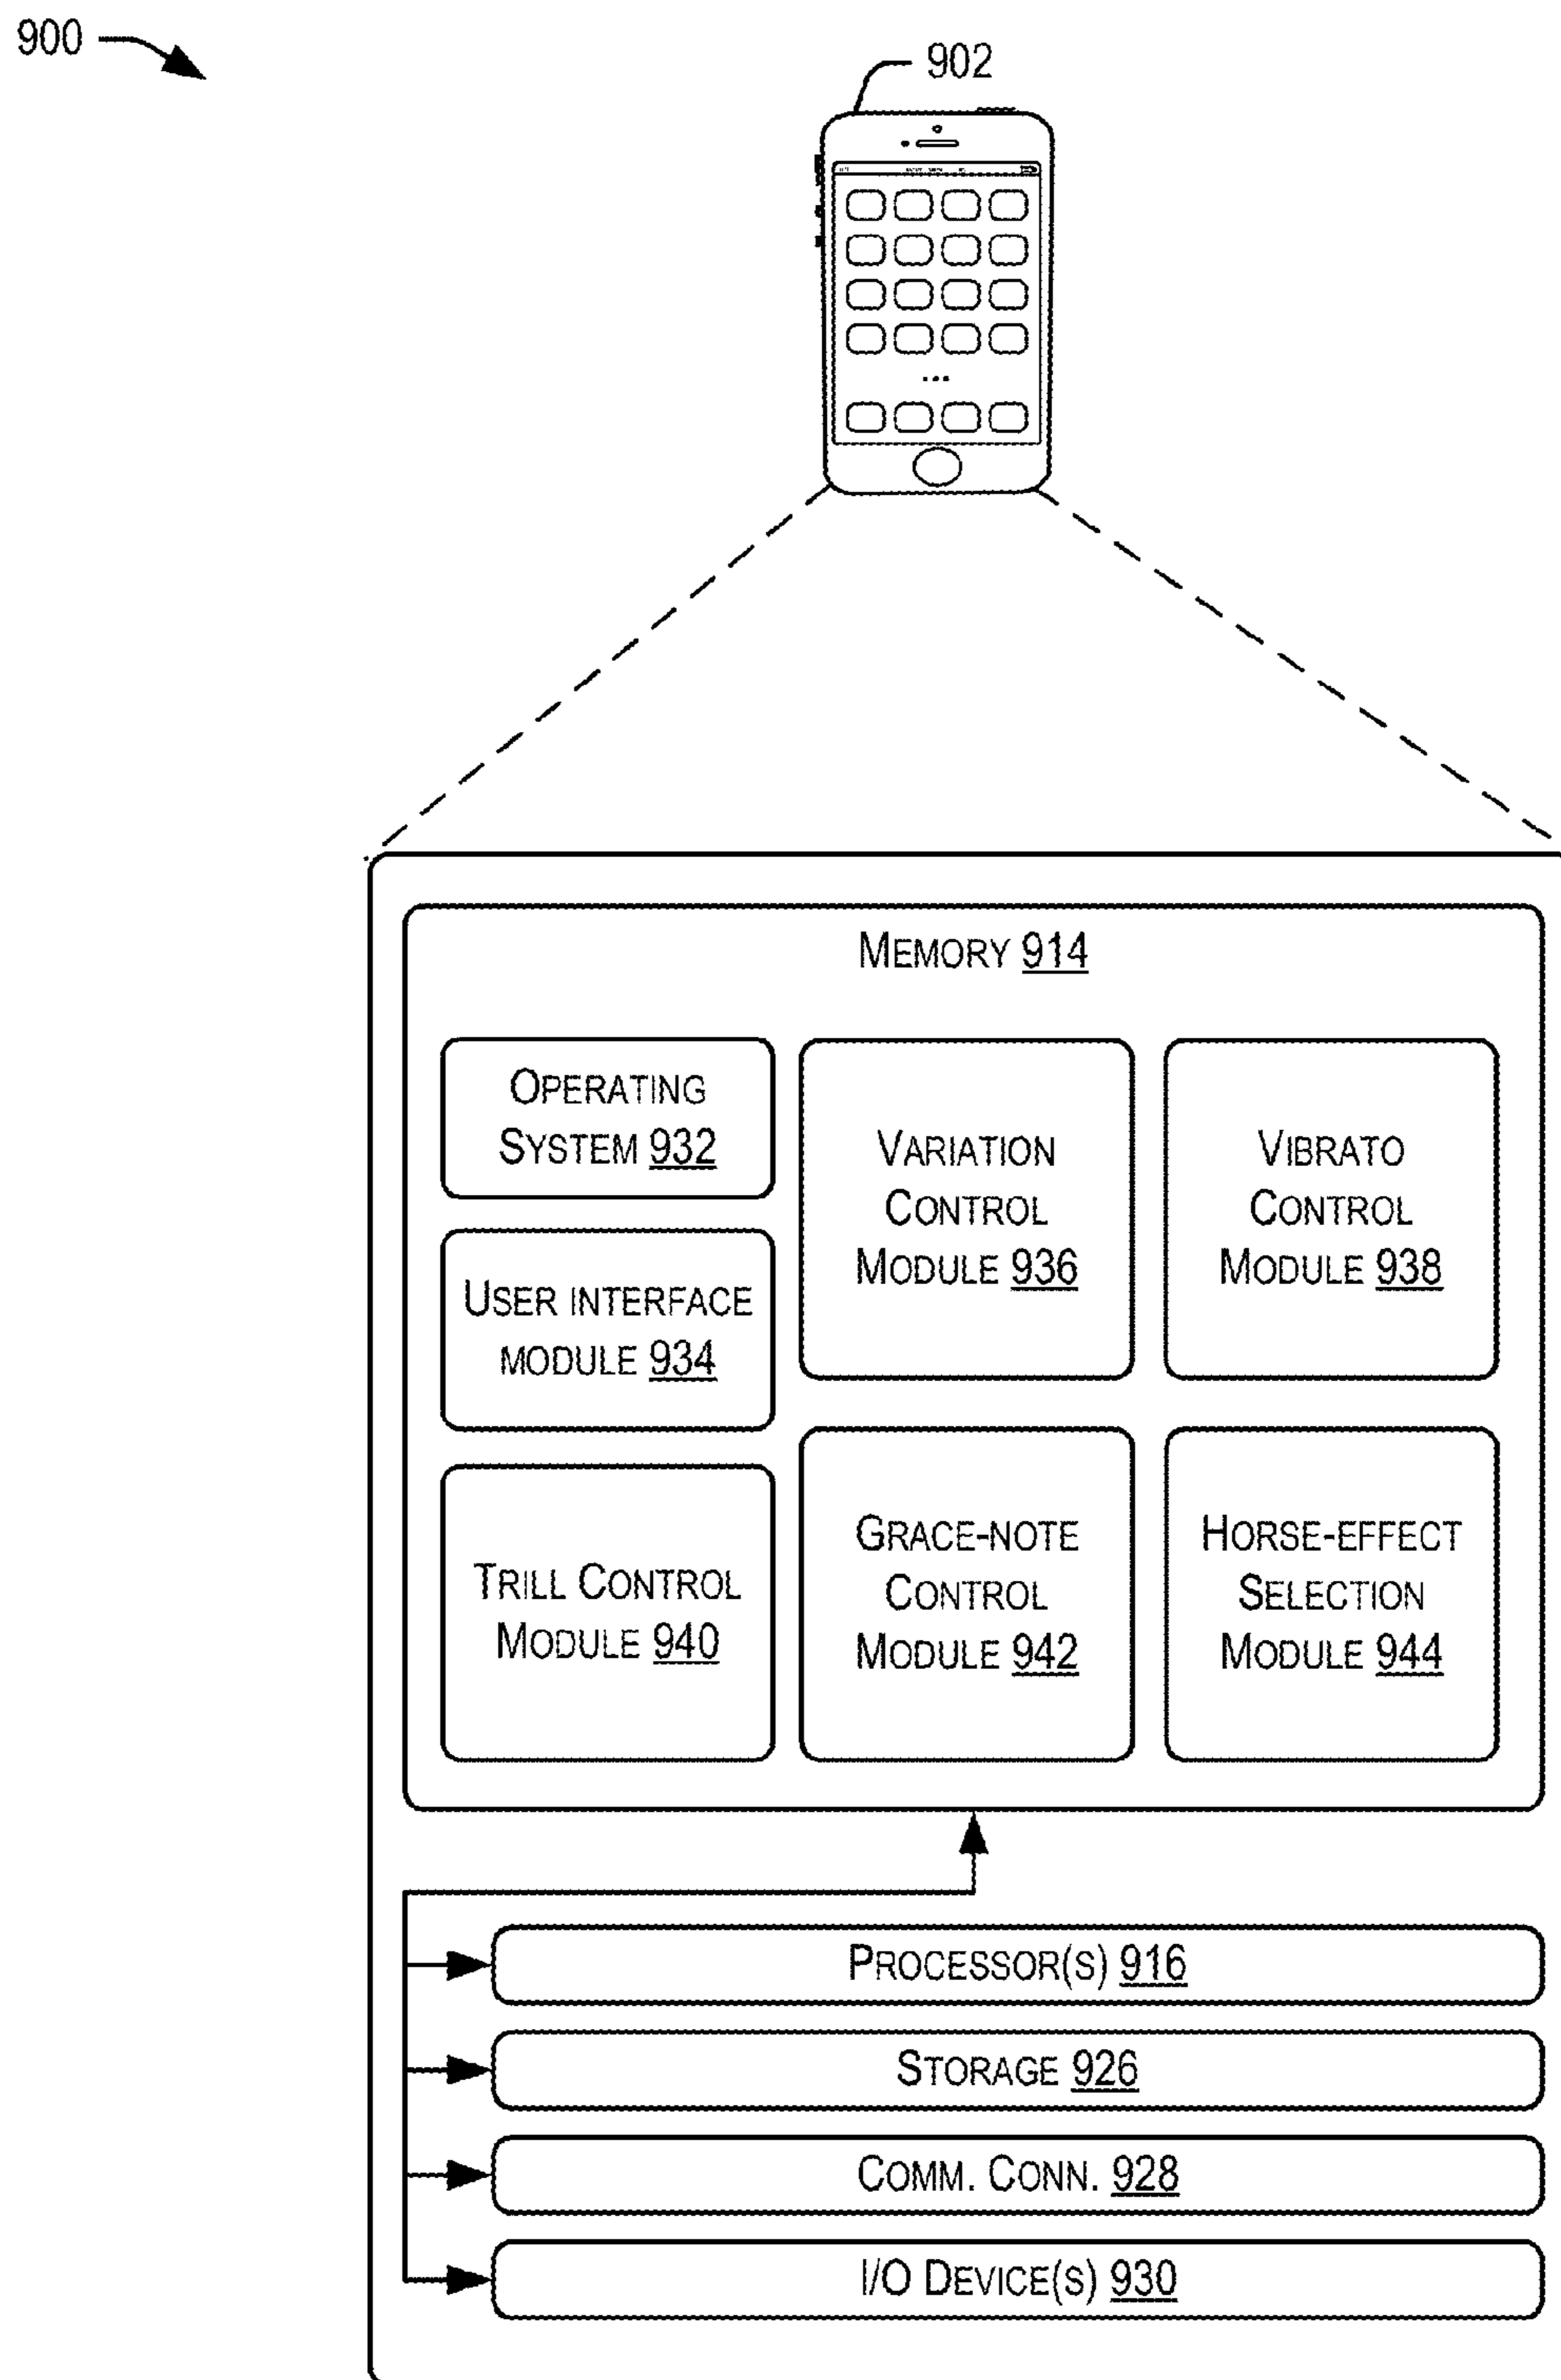 900
902
MEMORY 914
OPERATING
SYSTEM 932
USER INTERFACE
MODULE 934
TRILL CONTROL
MODULE 940
VARIATION
CONTROL
MODULE 936
GRACE-NOTE
CONTROL
MODULE 942
VIBRATO
CONTROL
MODULE 938
HORSE-EFFECT
SELECTION
MODULE 944
PROCESSOR(S) 916
STORAGE 926
COMM. CONN. 928
I/O DEVICE(S) 930